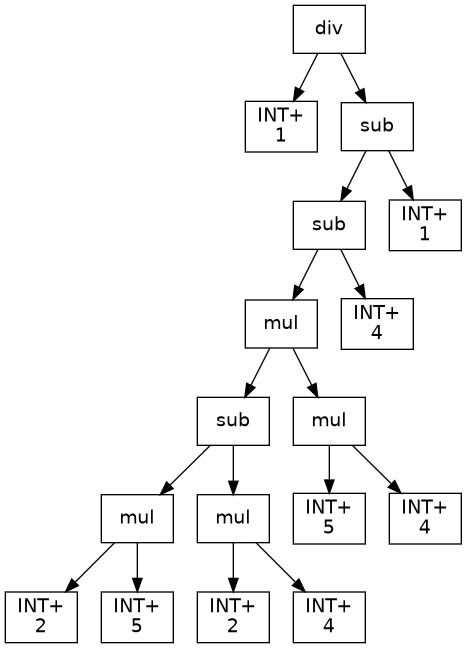 div
INT+
1
sub
sub
INT+
1
mul
INT+
4
sub
mul
mul
mul
INT+
5
INT+
4
INT+
2
INT+
5
INT+
2
INT+
4